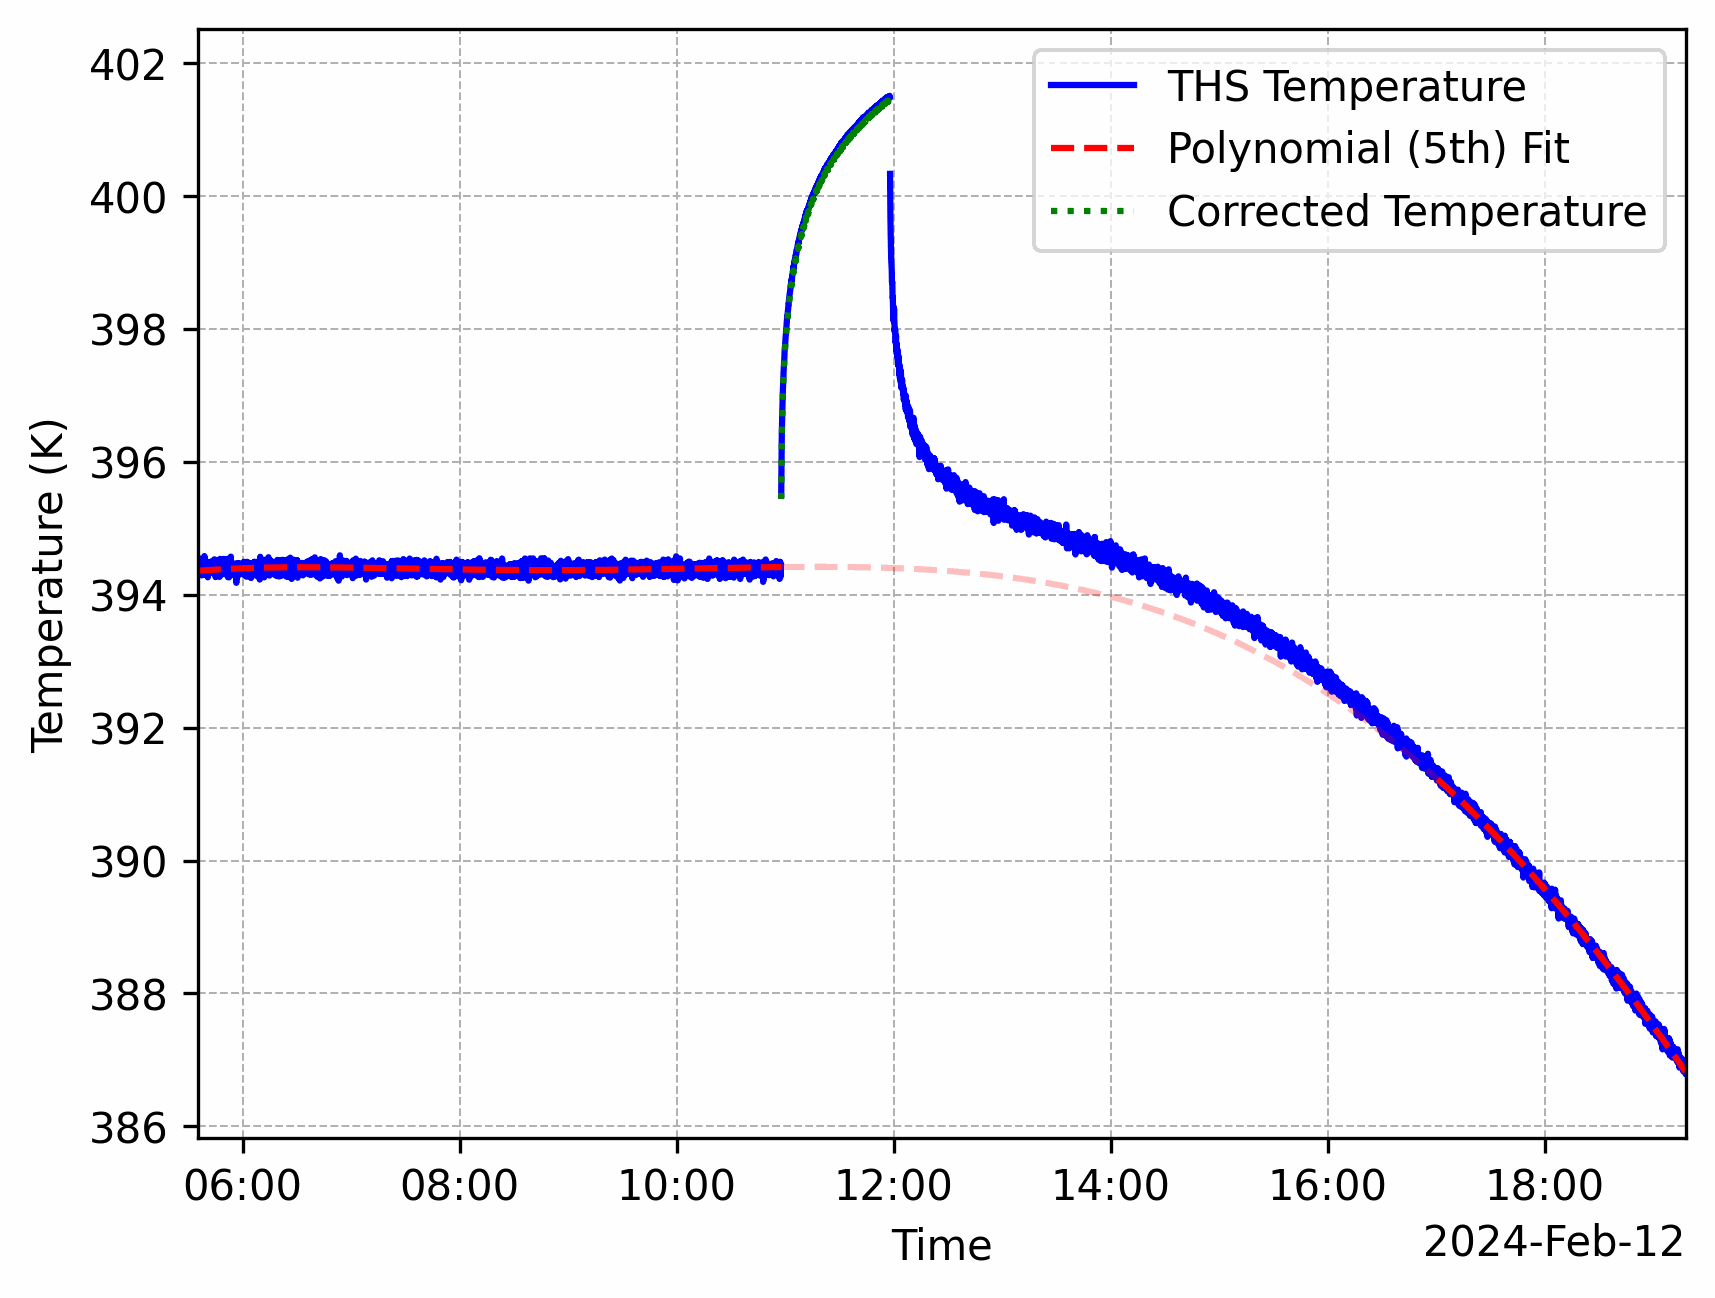 THS Temperature
Polynomial (5th) Fit
Corrected Temperature
Temperature (K)
402
400
398
396
394
392
390
388
386
06:00 08:00 10:00 12:00 14:00 16:00 18:00
Time
2024-Feb-12